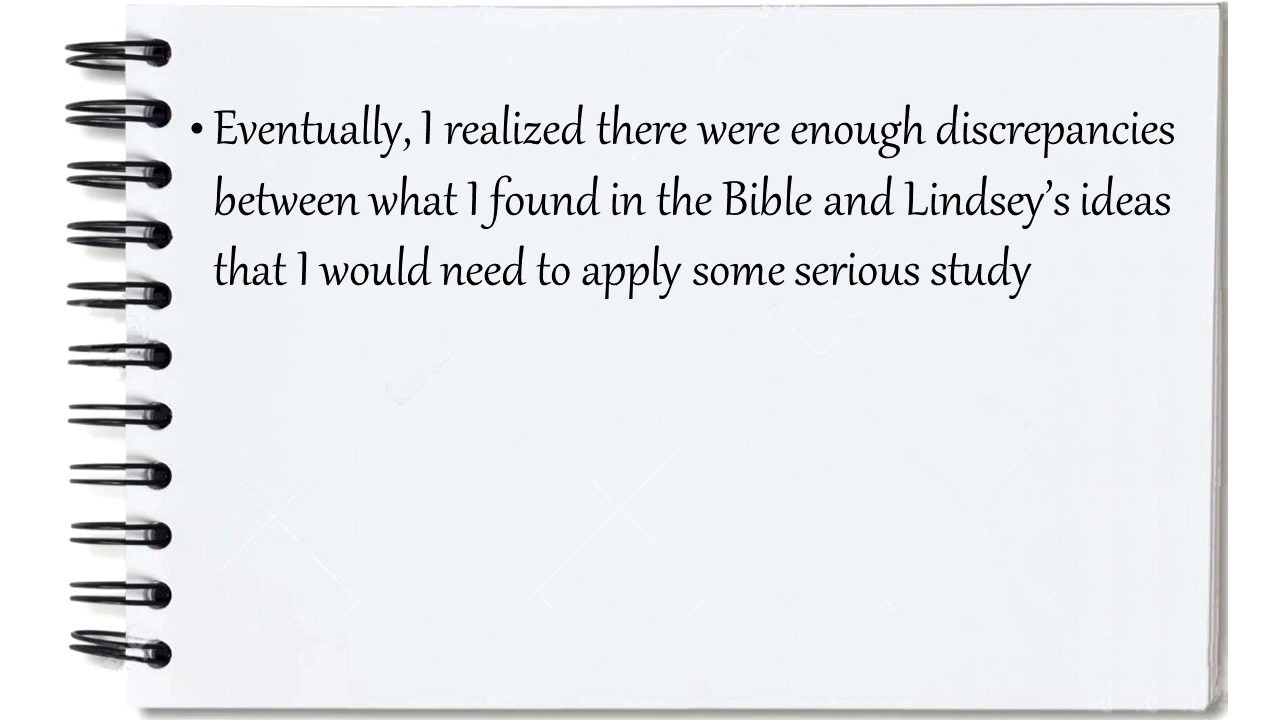 • Eventually, I realized there were enough discrepancies
between what I found in the Bible and Lindsey’s ideas
that I would need to apply some serious study